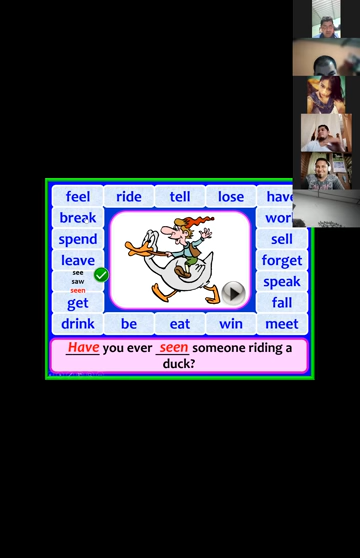 feel ride tell lose have
break
spend sell
leave forget
see
saw
seen
speak
get fall
drink be eat win meet
Have you ever seen someone riding a
duck?